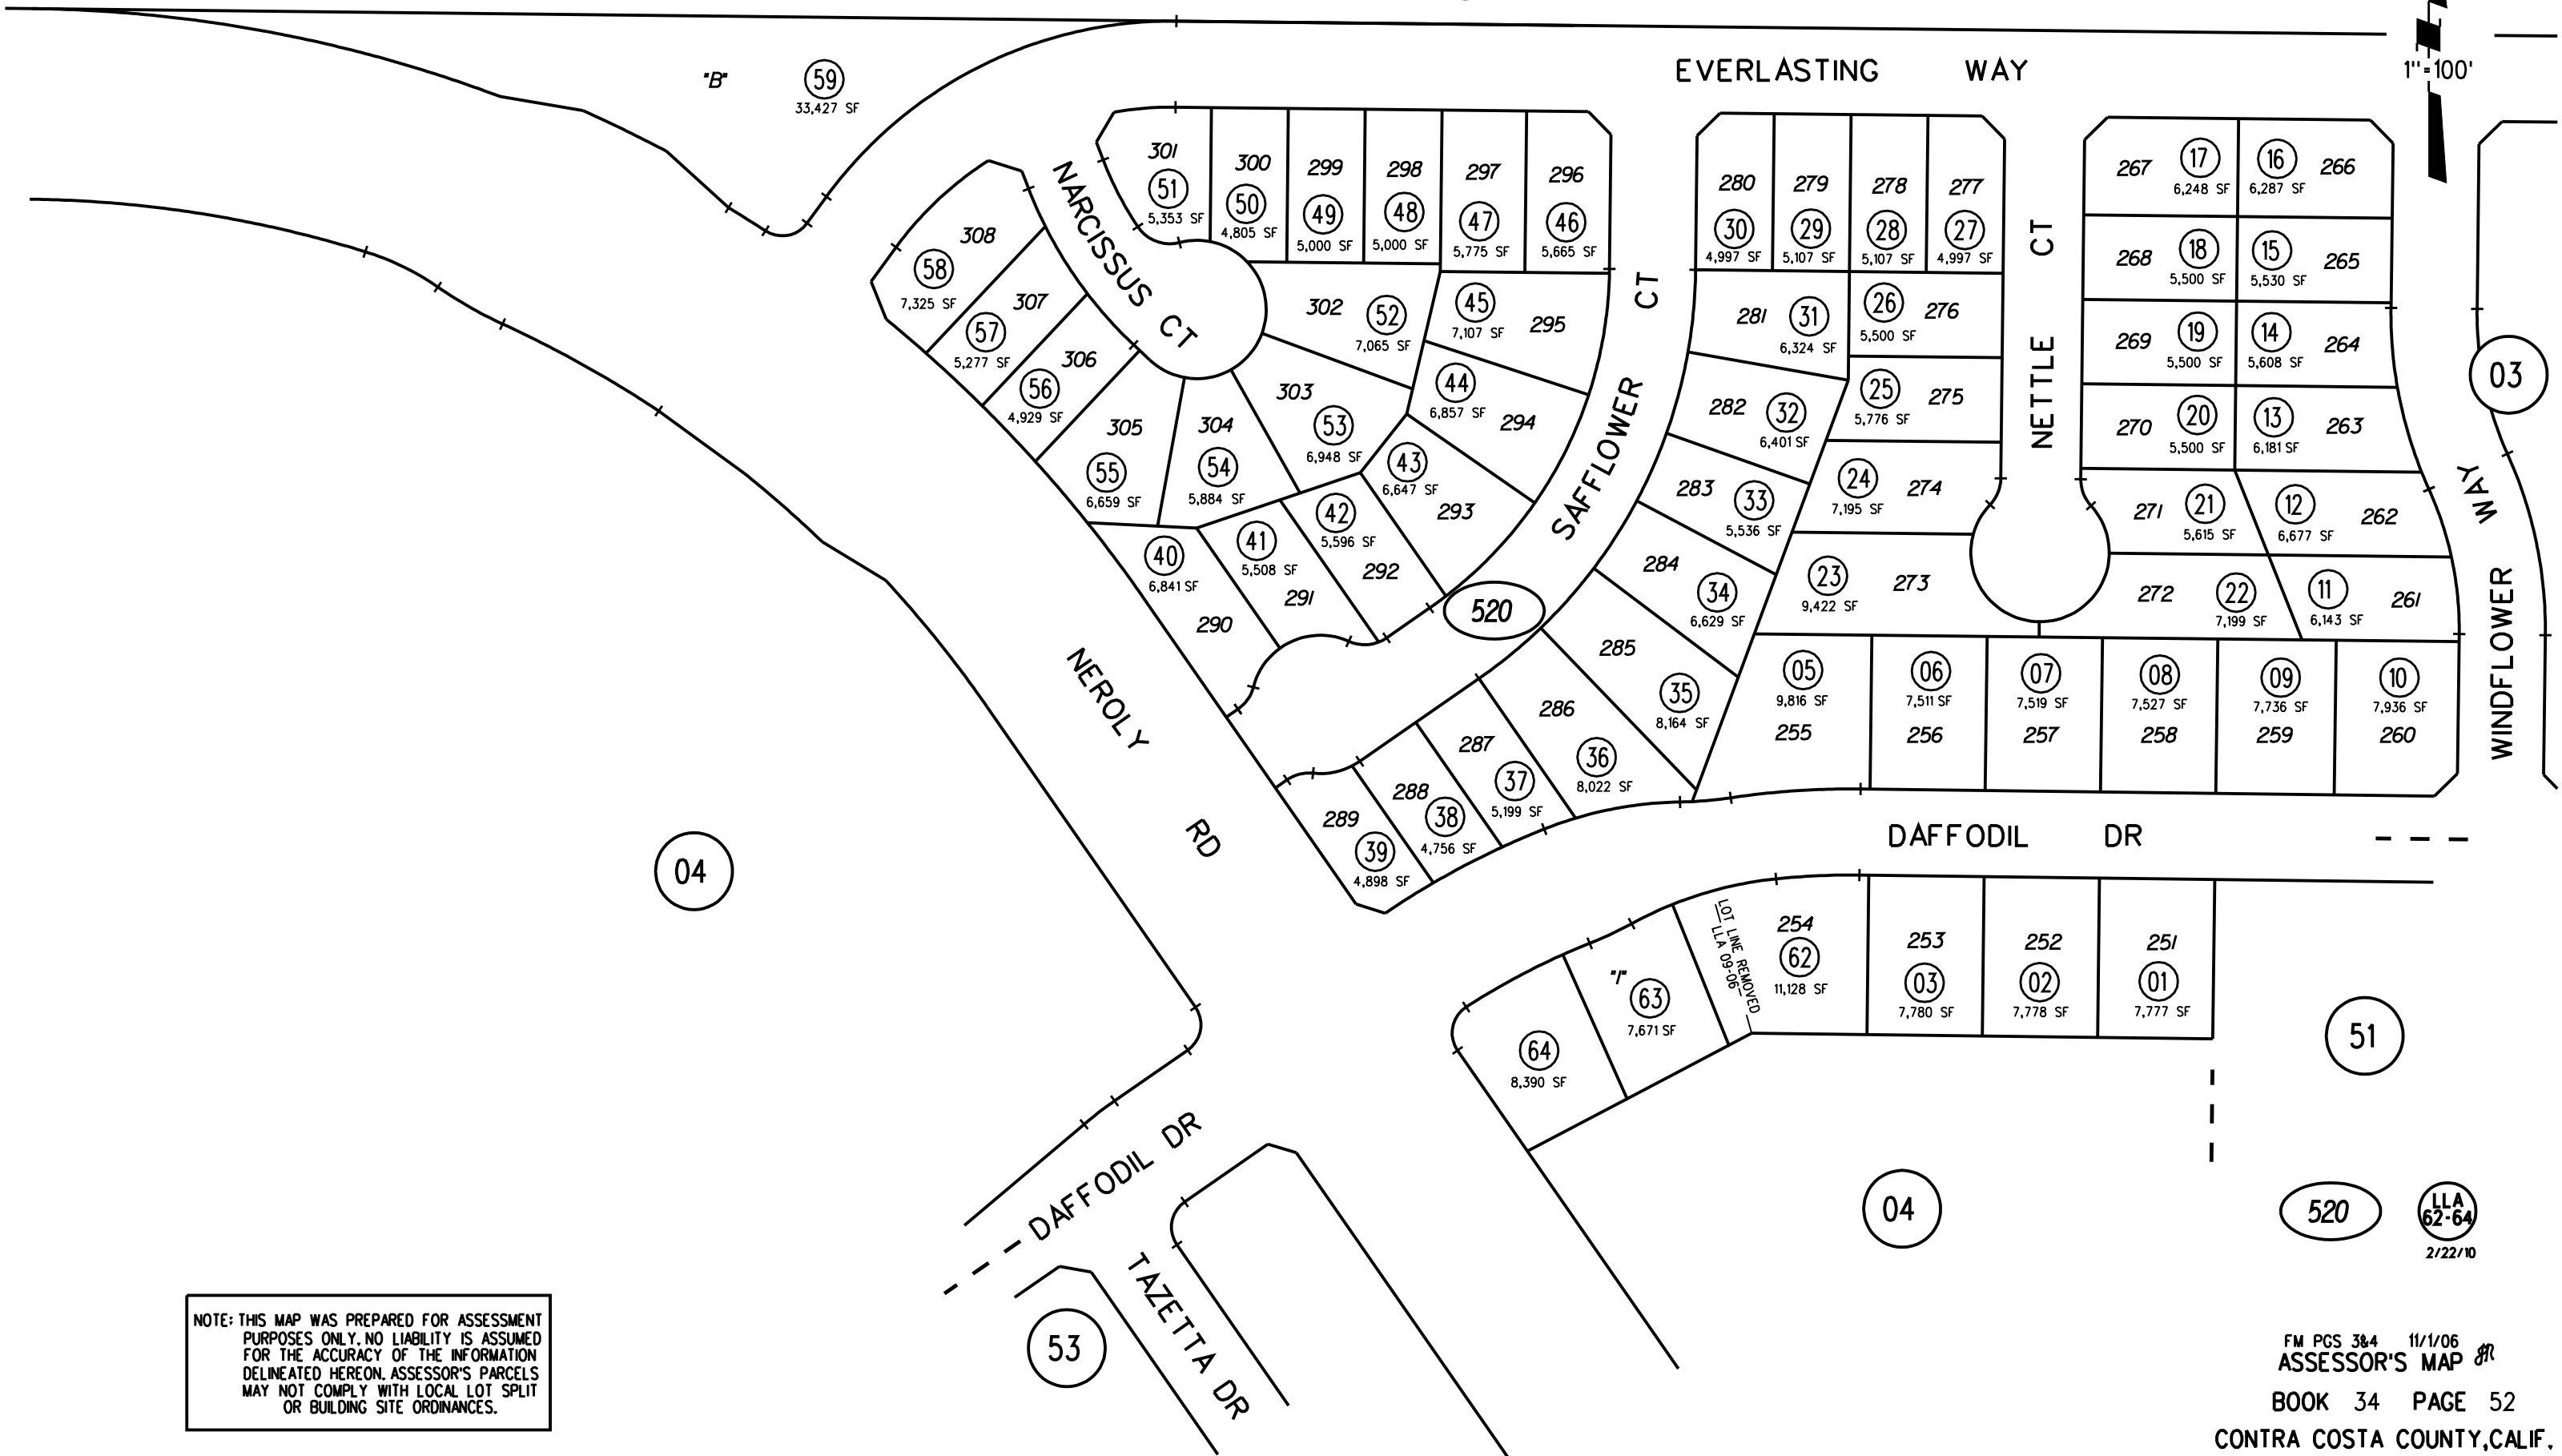 EVERLASTING WAY
1"=100'
"B" 59
33,427 SF
301
51
5,353 SF
300
50
4,805 SF
299
49
5,000 SF
298
48
5,000 SF
297
47
5,775 SF
296
46
5,665 SF
280
30
4,997 SF
279
29
5,107 SF
278
28
5,107 SF
277
27
4,997 SF
267 17
6,248 SF
16 266
6,287 SF
268 18
5,500 SF
15 265
5,530 SF
269 19
5,500 SF
14 264
5,608 SF
270 20
5,500 SF
13 263
6,181 SF
271 21
5,615 SF
12 262
6,677 SF
272 22
7,199 SF
11 261
6,143 SF
NARCISSUS CT
308
58
7,325 SF
307
57
5,277 SF
306
56
4,929 SF
305
55
6,659 SF
304
54
5,884 SF
303
53
6,948 SF
302 52
7,065 SF
45 295
7,107 SF
44
6,857 SF
294
43
6,647 SF
293
42
5,596 SF
292
41
5,508 SF
291
40
6,841 SF
290
SAFFLOWER CT
520
281 31
6,324 SF
26 276
5,500 SF
282 32
6,401 SF
25 275
5,776 SF
283 33
5,536 SF
24 274
7,195 SF
284
34
6,629 SF
23 273
9,422 SF
285
35
8,164 SF
286
36
8,022 SF
287
37
5,199 SF
288
38
4,756 SF
289
39
4,898 SF
NETTLE CT
03
WINDFLOWER WAY
05
9,816 SF
255
06
7,511 SF
256
07
7,519 SF
257
08
7,527 SF
258
09
7,736 SF
259
10
7,936 SF
260
NEROLY RD
04
DAFFODIL DR
LOT LINE REMOVED
LLA 09-06
254
62
11,128 SF
253
03
7,780 SF
252
02
7,778 SF
251
01
7,777 SF
"I"
63
7,671 SF
64
8,390 SF
51
04
520
LLA
62-64
2/22/10
DAFFODIL DR
TAZETTA DR
53
NOTE: THIS MAP WAS PREPARED FOR ASSESSMENT
PURPOSES ONLY. NO LIABILITY IS ASSUMED
FOR THE ACCURACY OF THE INFORMATION
DELINEATED HEREON. ASSESSOR'S PARCELS
MAY NOT COMPLY WITH LOCAL LOT SPLIT
OR BUILDING SITE ORDINANCES.
FM PGS 3&4 11/1/06
ASSESSOR'S MAP
BOOK 34 PAGE 52
CONTRA COSTA COUNTY, CALIF.